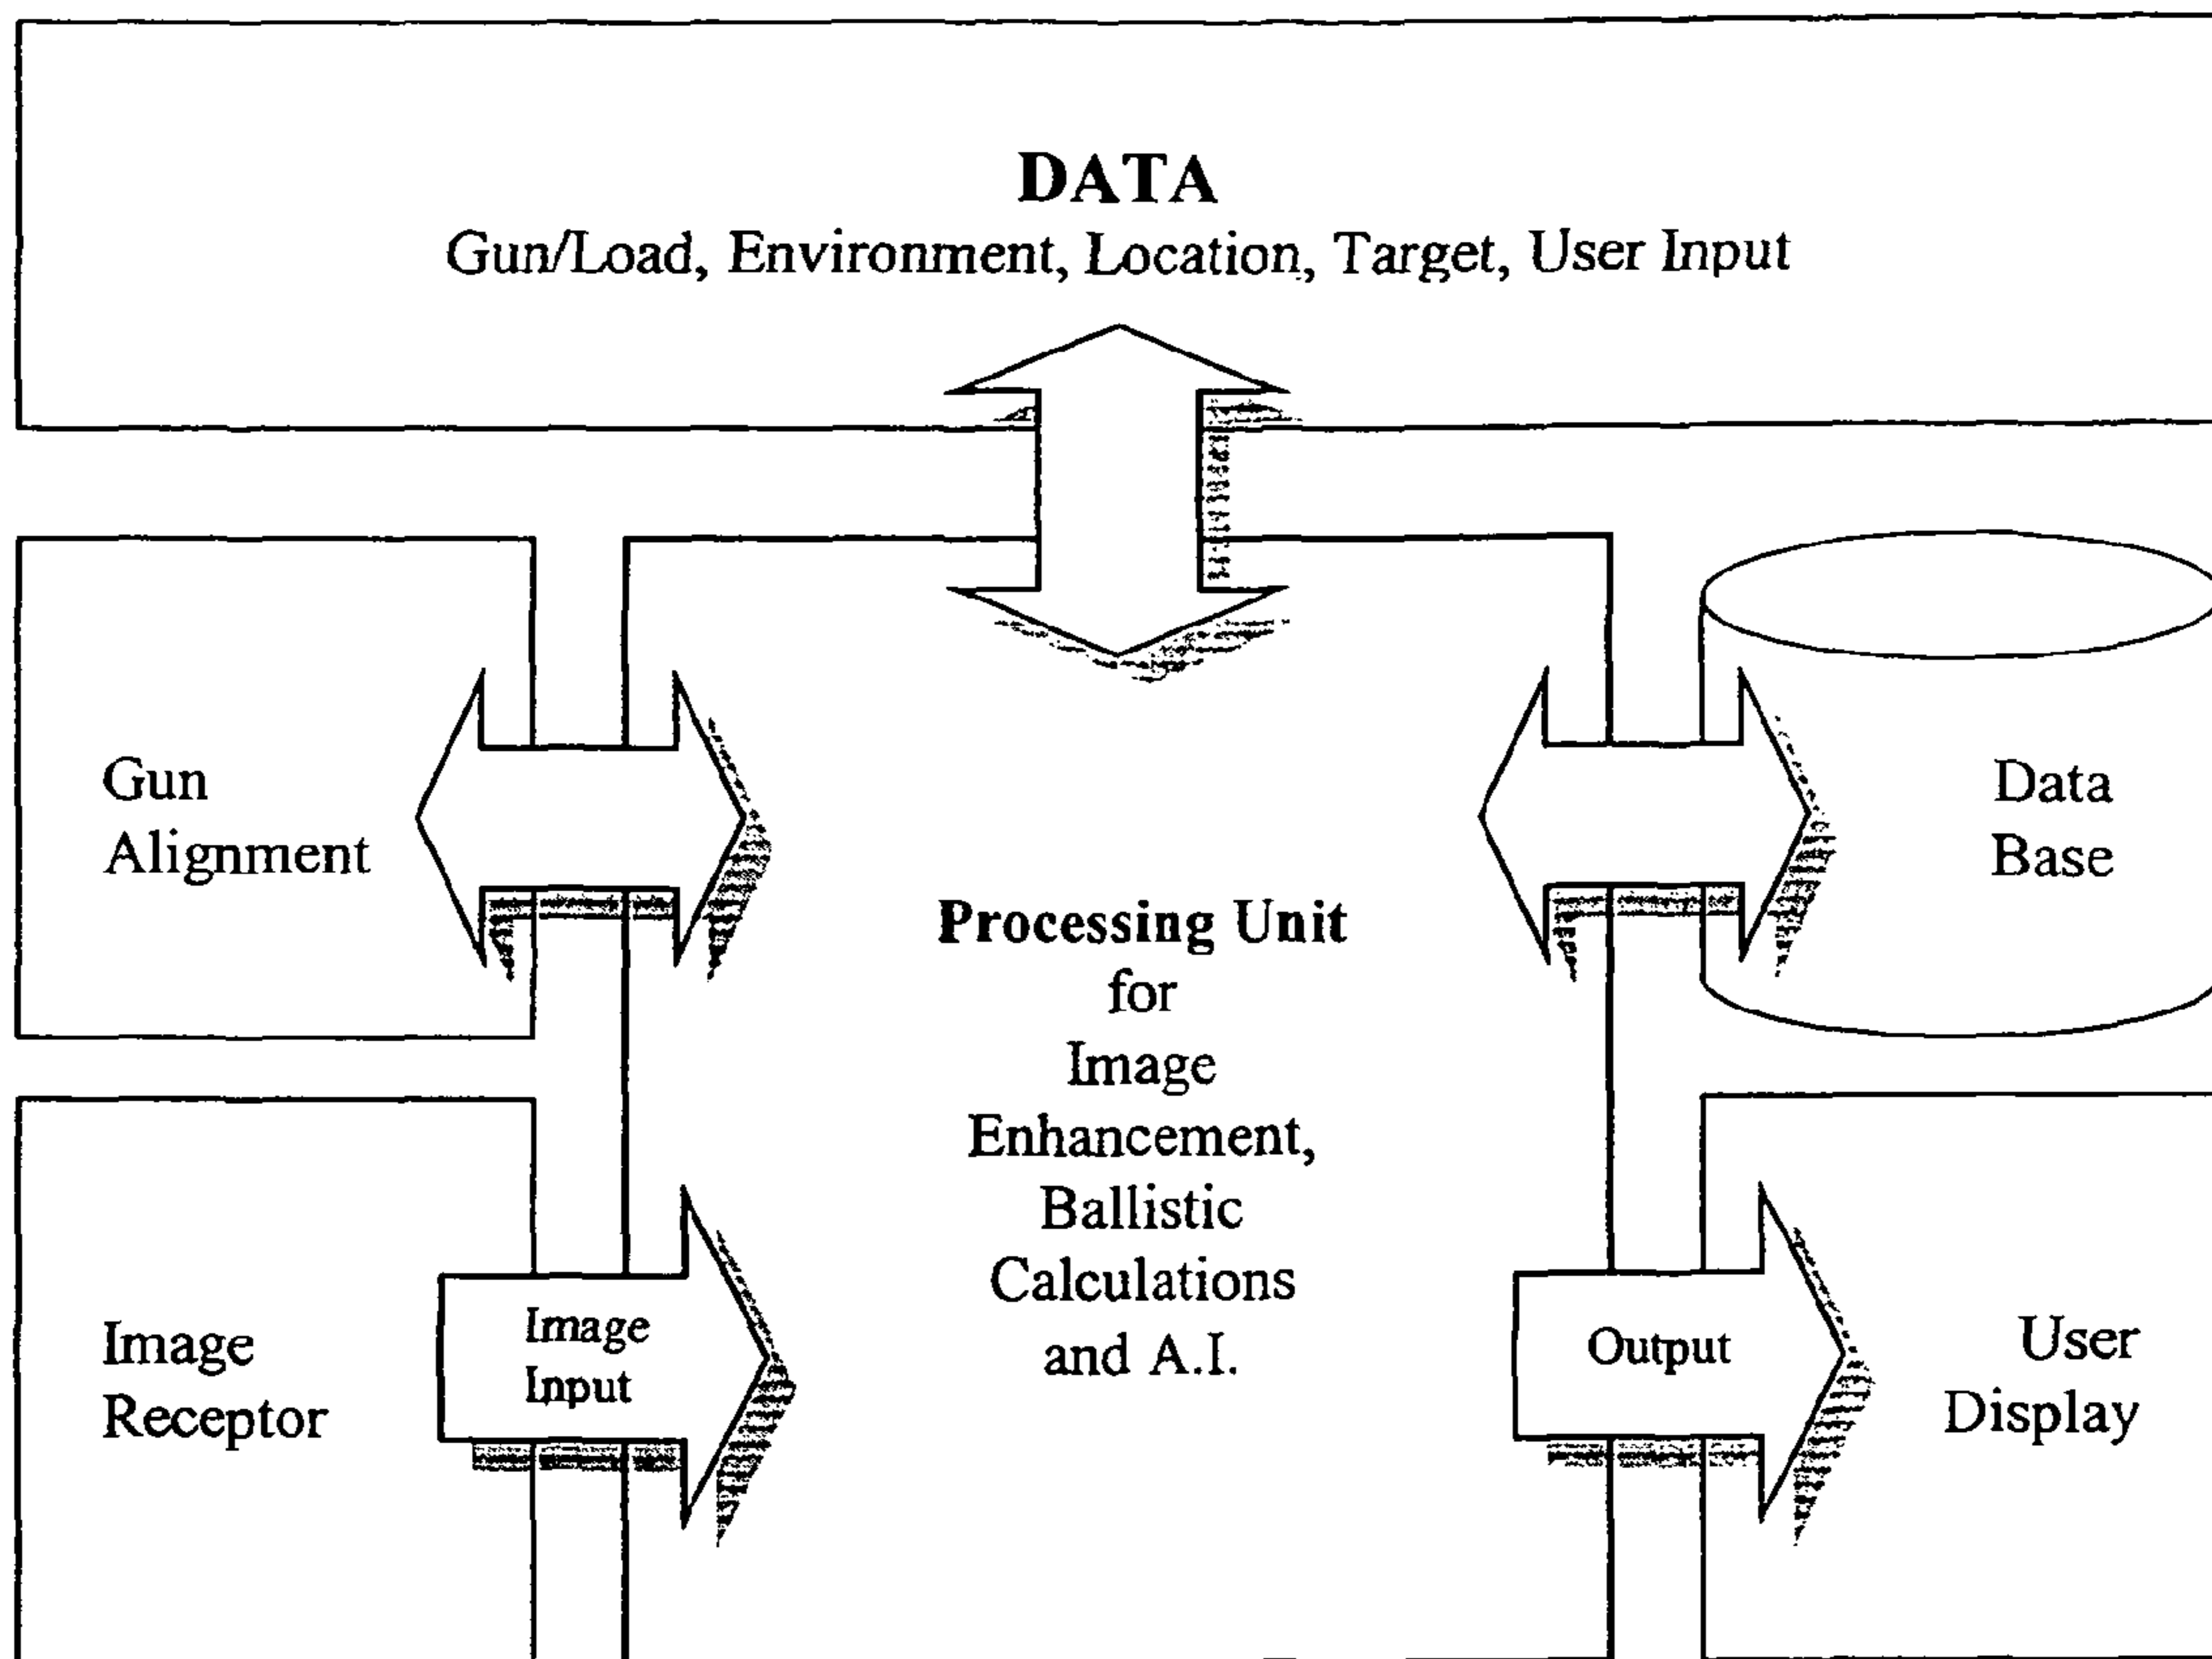 DATA
Gun/Load, Environment, Location, Target, User Input
Gun
Alignment
Data
Base
Processing Unit
for
Image
Enhancement,
Ballistic
Calculations
and A.I.
Image
Receptor
Image
Input
Output
User
Display